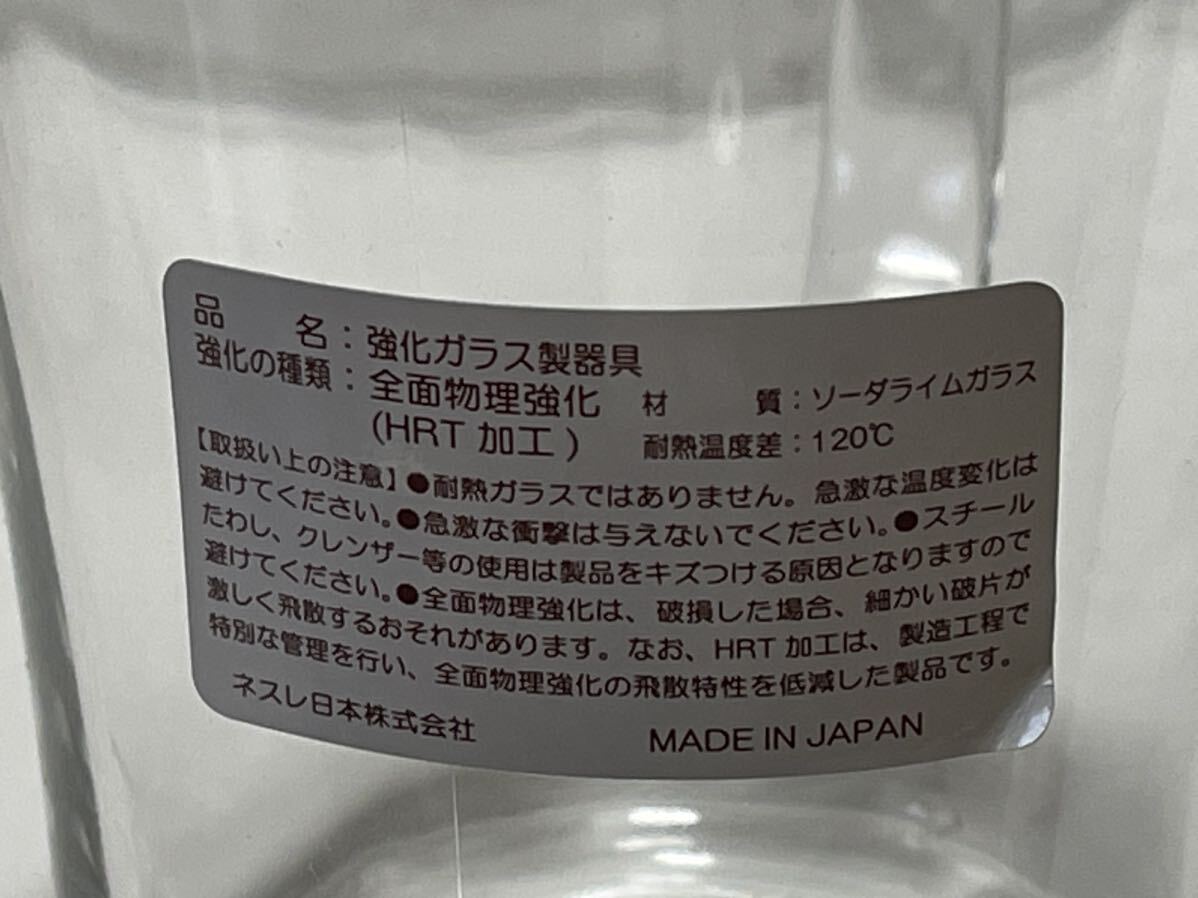 品　　名：強化ガラス製器具
強化の種類：全面物理強化　材　　質：ソーダライムガラス
(HRT 加工)　耐熱温度差：120℃
【取扱い上の注意】●耐熱ガラスではありません。急激な温度変化は
避けてください。●急激な衝撃は与えないでください。●スチール
たわし、クレンザー等の使用は製品をキズつける原因となりますので
避けてください。●全面物理強化は、破損した場合、細かい破片が
激しく飛散するおそれがあります。なお、HRT 加工は、製造工程で
特別な管理を行い、全面物理強化の飛散特性を低減した製品です。
ネスレ日本株式会社　MADE IN JAPAN